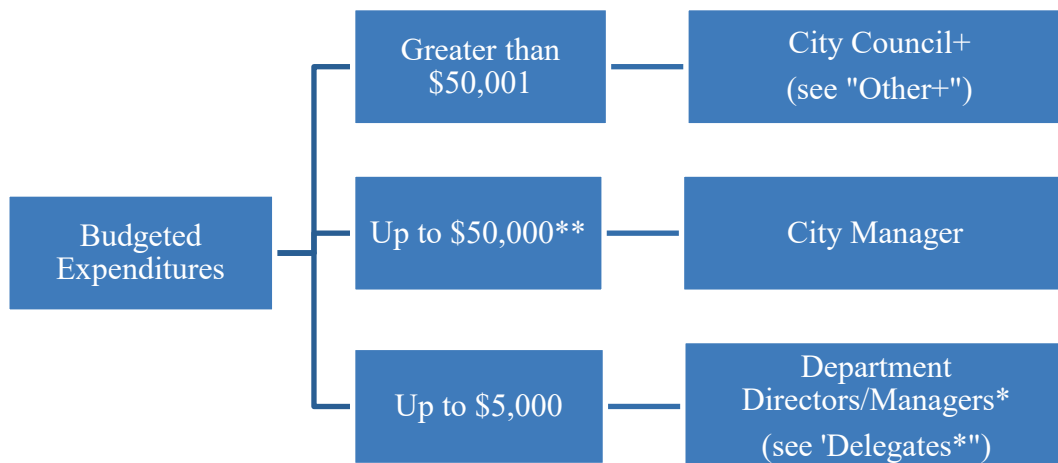 Greater than
$50,001
City Council+
(see "Other+")
Budgeted
Expenditures
Up to $50,000**
City Manager
Up to $5,000
Department
Directors/Managers*
(see 'Delegates*")